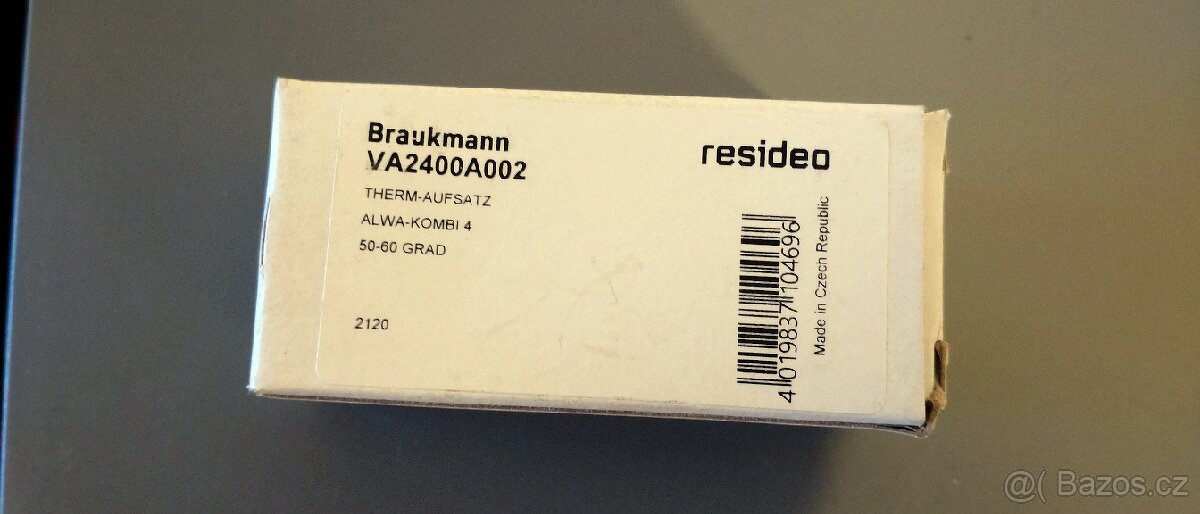 Braukmann
VA2400A002
THERM-AUFSATZ
ALWA-KOMBI 4
50-60 GRAD
2120
resideo
4 019837 104696
Made in Czech Republic
@( Bazos.cz